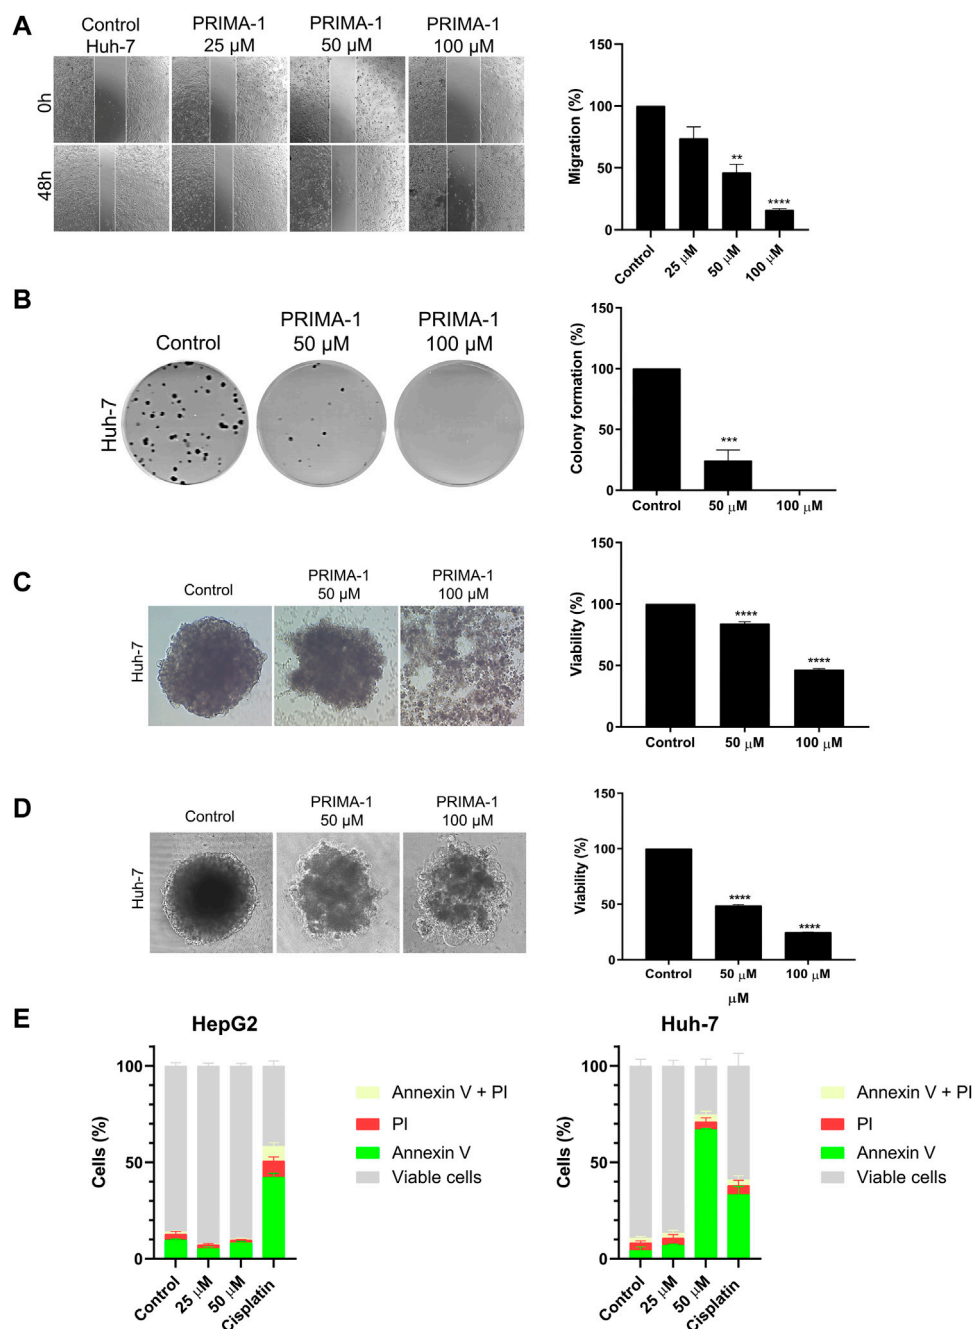 A
Control
Huh-7
PRIMA-1
25 µM
PRIMA-1
50 µM
PRIMA-1
100 µM
0h
48h
Migration (%)
150
100
50
0
**
****
Control
25 µM
50 µM
100 µM
B
Control
PRIMA-1
50 µM
PRIMA-1
100 µM
Huh-7
Colony formation (%)
150
100
50
0
***
Control
50 µM
100 µM
C
Control
PRIMA-1
50 µM
PRIMA-1
100 µM
Huh-7
Viability (%)
150
100
50
0
****
****
Control
50 µM
100 µM
D
Control
PRIMA-1
50 µM
PRIMA-1
100 µM
Huh-7
Viability (%)
150
100
50
0
****
****
Control
50 µM
100 µM
µM
E
HepG2
Cells (%)
100
50
0
Control
25 µM
50 µM
Cisplatin
Annexin V + PI
PI
Annexin V
Viable cells
Huh-7
Cells (%)
100
50
0
Control
25 µM
50 µM
Cisplatin
Annexin V + PI
PI
Annexin V
Viable cells